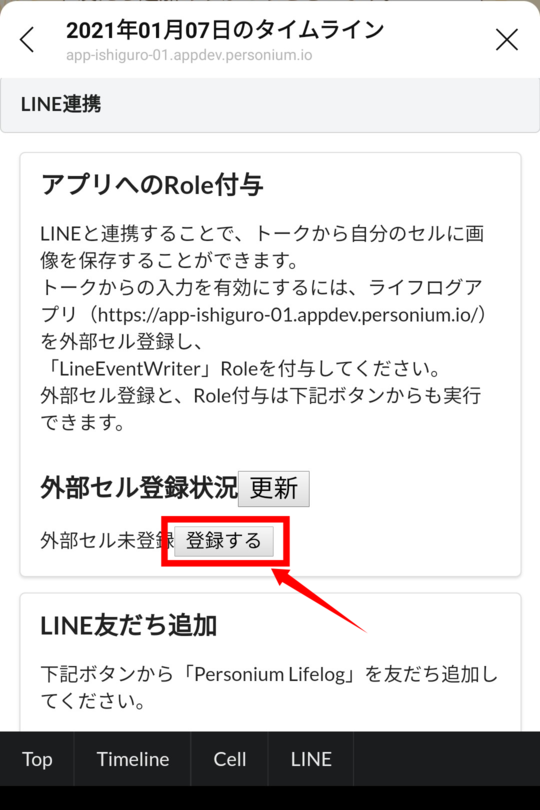 2021年01月07日のタイムライン
app-ishiguro-01.appdev.personium.io
LINE連携
アプリへのRole付与
LINEと連携することで、トークから自分のセルに画
像を保存することができます。
トークからの入力を有効にするには、ライフログア
プリ（https://app-ishiguro-01.appdev.personium.io/）
を外部セル登録し、
「LineEventWriter」Roleを付与してください。
外部セル登録と、Role付与は下記ボタンからも実行
できます。
外部セル登録状況 更新
外部セル未登録 登録する
LINE友だち追加
下記ボタンから「Personium Lifelog」を友だち追加し
てください。
Top Timeline Cell LINE